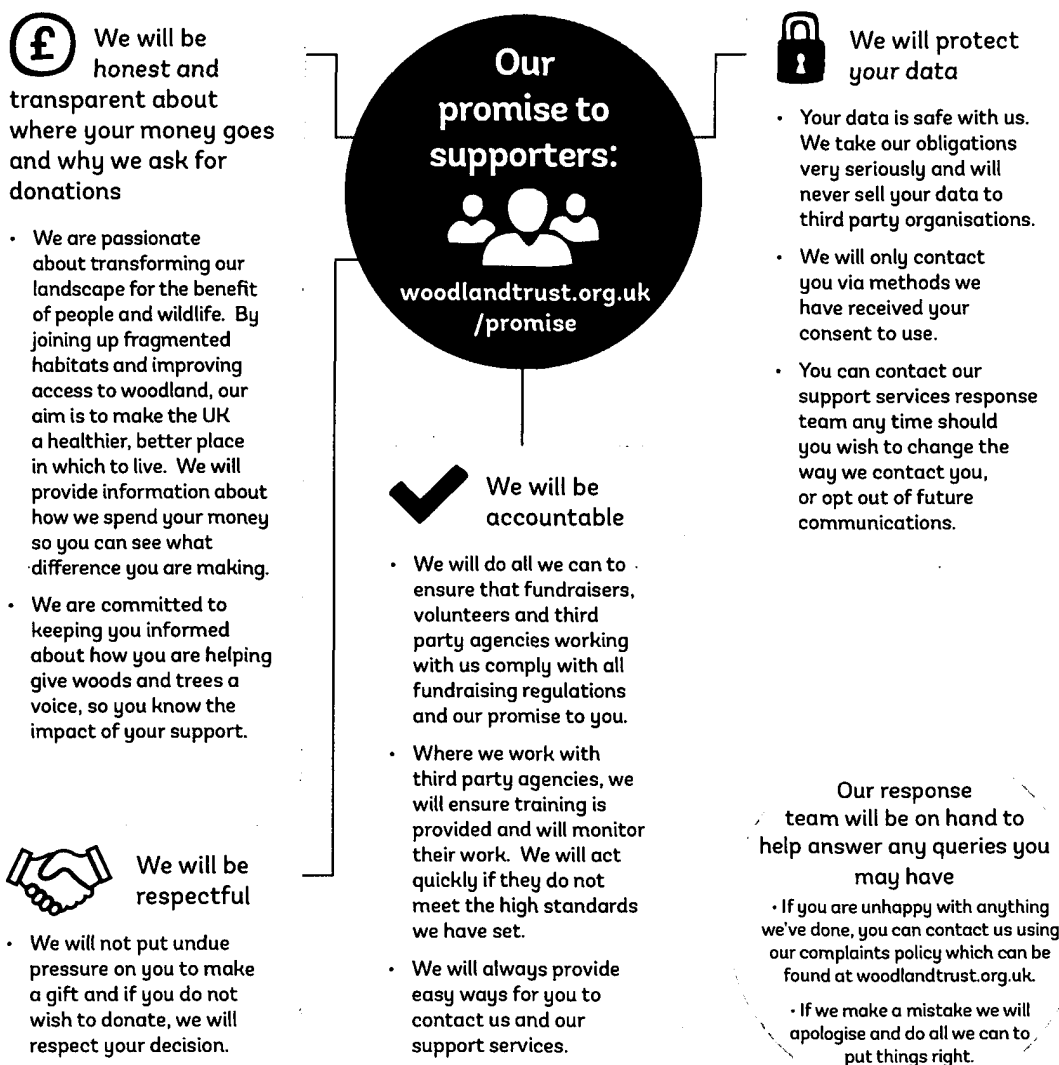 Our
promise to
supporters:
woodlandtrust.org.uk
/promise
£
We will be
honest and
transparent about
where your money goes
and why we ask for
donations
· We are passionate
about transforming our
landscape for the benefit
of people and wildlife. By
joining up fragmented
habitats and improving
access to woodland, our
aim is to make the UK
a healthier, better place
in which to live. We will
provide information about
how we spend your money
so you can see what
difference you are making.
· We are committed to
keeping you informed
about how you are helping
give woods and trees a
voice, so you know the
impact of your support.
We will be
respectful
· We will not put undue
pressure on you to make
a gift and if you do not
wish to donate, we will
respect your decision.
We will be
accountable
· We will do all we can to
ensure that fundraisers,
volunteers and third
party agencies working
with us comply with all
fundraising regulations
and our promise to you.
· Where we work with
third party agencies, we
will ensure training is
provided and will monitor
their work. We will act
quickly if they do not
meet the high standards
we have set.
· We will always provide
easy ways for you to
contact us and our
support services.
We will protect
your data
· Your data is safe with us.
We take our obligations
very seriously and will
never sell your data to
third party organisations.
· We will only contact
you via methods we
have received your
consent to use.
· You can contact our
support services response
team any time should
you wish to change the
way we contact you,
or opt out of future
communications.
Our response
team will be on hand to
help answer any queries you
may have
· If you are unhappy with anything
we've done, you can contact us using
our complaints policy which can be
found at woodlandtrust.org.uk.
· If we make a mistake we will
apologise and do all we can to
put things right.